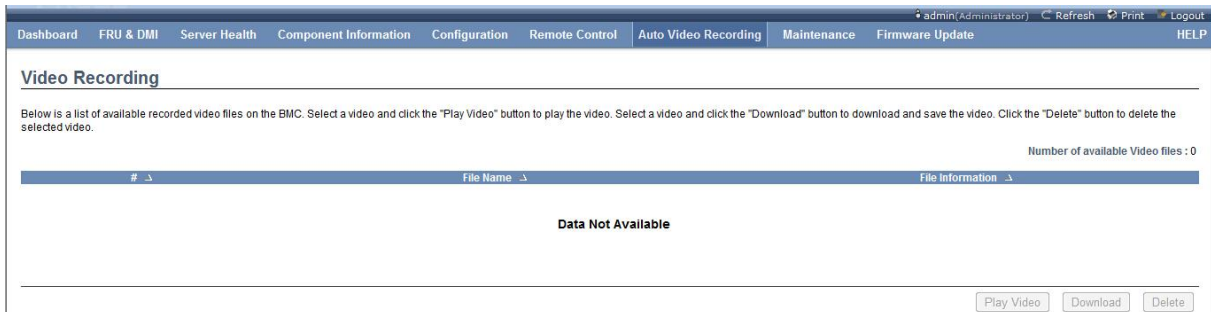 admin(Administrator) Refresh Print Logout
Dashboard FRU & DMI Server Health Component Information Configuration Remote Control Auto Video Recording Maintenance Firmware Update HELP
Video Recording
Below is a list of available recorded video files on the BMC. Select a video and click the "Play Video" button to play the video. Select a video and click the "Download" button to download and save the video. Click the "Delete" button to delete the
selected video.
Number of available Video files : 0
# File Name File Information
Data Not Available
Play Video Download Delete